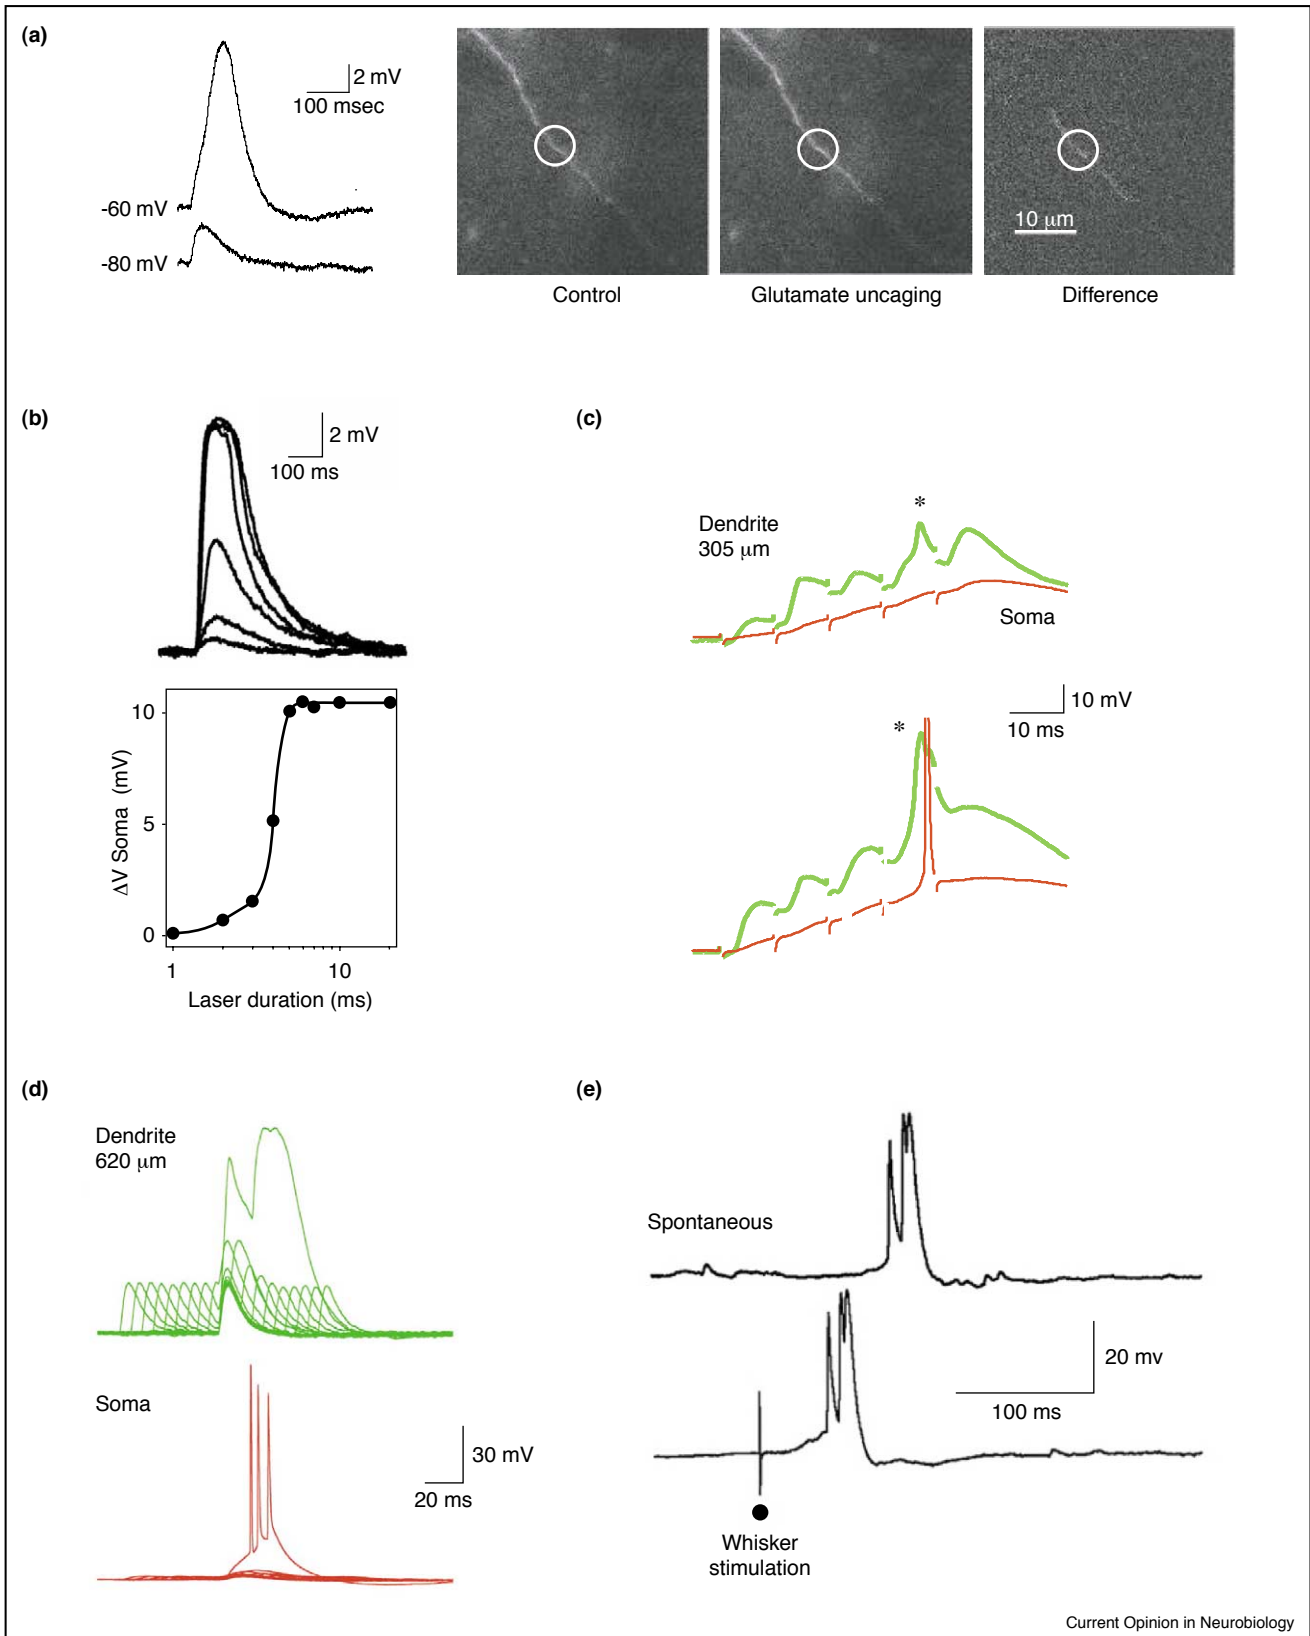 (a)
2 mV
100 msec
-60 mV
-80 mV
10 μm
Control
Glutamate uncaging
Difference
(b)
2 mV
100 ms
10
5
0
ΔV Soma (mV)
1
10
Laser duration (ms)
(c)
*
Dendrite
305 μm
Soma
10 mV
10 ms
*
(d)
Dendrite
620 μm
Soma
30 mV
20 ms
(e)
Spontaneous
20 mv
100 ms
Whisker
stimulation
Current Opinion in Neurobiology